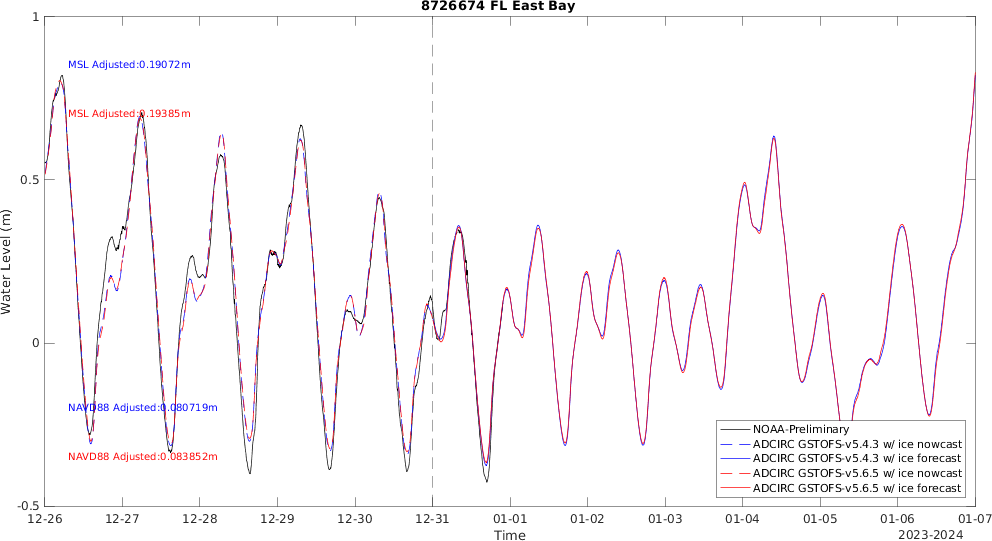 8726674 FL East Bay
1
MSL Adjusted:0.19072m
MSL Adjusted:0.19385m
0.5
Water Level (m)
0
NAVD88 Adjusted:0.080719m
NAVD88 Adjusted:0.083852m
-0.5
NOAA-Preliminary
ADCIRC GSTOFS-v5.4.3 w/ ice nowcast
ADCIRC GSTOFS-v5.4.3 w/ ice forecast
ADCIRC GSTOFS-v5.6.5 w/ ice nowcast
ADCIRC GSTOFS-v5.6.5 w/ ice forecast
12-26 12-27 12-28 12-29 12-30 12-31 01-01 01-02 01-03 01-04 01-05 01-06 01-07
Time
2023-2024